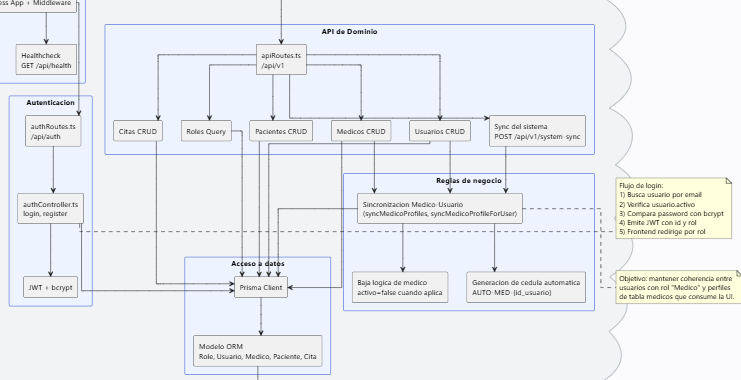 ess App + Middleware
Healthcheck
GET /api/health
Autenticacion
authRoutes.ts
/api/auth
authController.ts
login, register
JWT + bcrypt
API de Dominio
apiRoutes.ts
/api/v1
Citas CRUD
Roles Query
Pacientes CRUD
Medicos CRUD
Usuarios CRUD
Sync del sistema
POST /api/v1/system-sync
Reglas de negocio
Sincronizacion Medico-Usuario
(syncMedicoProfiles, syncMedicoProfileForUser)
Baja logica de medico
activo=false cuando aplica
Generacion de cedula automatica
AUTO-MED-{id_usuario}
Acceso a datos
Prisma Client
Modelo ORM
Role, Usuario, Medico, Paciente, Cita
Flujo de login:
1) Busca usuario por email
2) Verifica usuario.activo
3) Compara password con bcrypt
4) Emite JWT con id y rol
5) Frontend redirige por rol
Objetivo: mantener coherencia entre
usuarios con rol "Medico" y perfiles
de tabla medicos que consume la UI.